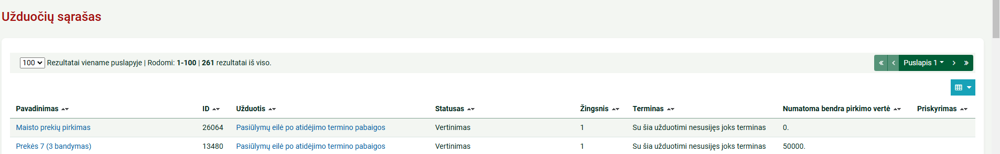 Užduočių sąrašas
100 Rezultatai viename puslapyje | Rodomi: 1-100 | 261 rezultatai iš viso.
« ‹ Puslapis 1 › »
Pavadinimas ID Užduotis Statusas Žingsnis Terminas Numatoma bendra pirkimo vertė Priskyrimas
Maisto prekių pirkimas 26064 Pasiūlymų eilė po atidėjimo termino pabaigos Vertinimas 1 Su šia užduotimi nesusijęs joks terminas 0.
Prekės 7 (3 bandymas) 13480 Pasiūlymų eilė po atidėjimo termino pabaigos Vertinimas 1 Su šia užduotimi nesusijęs joks terminas 50000.